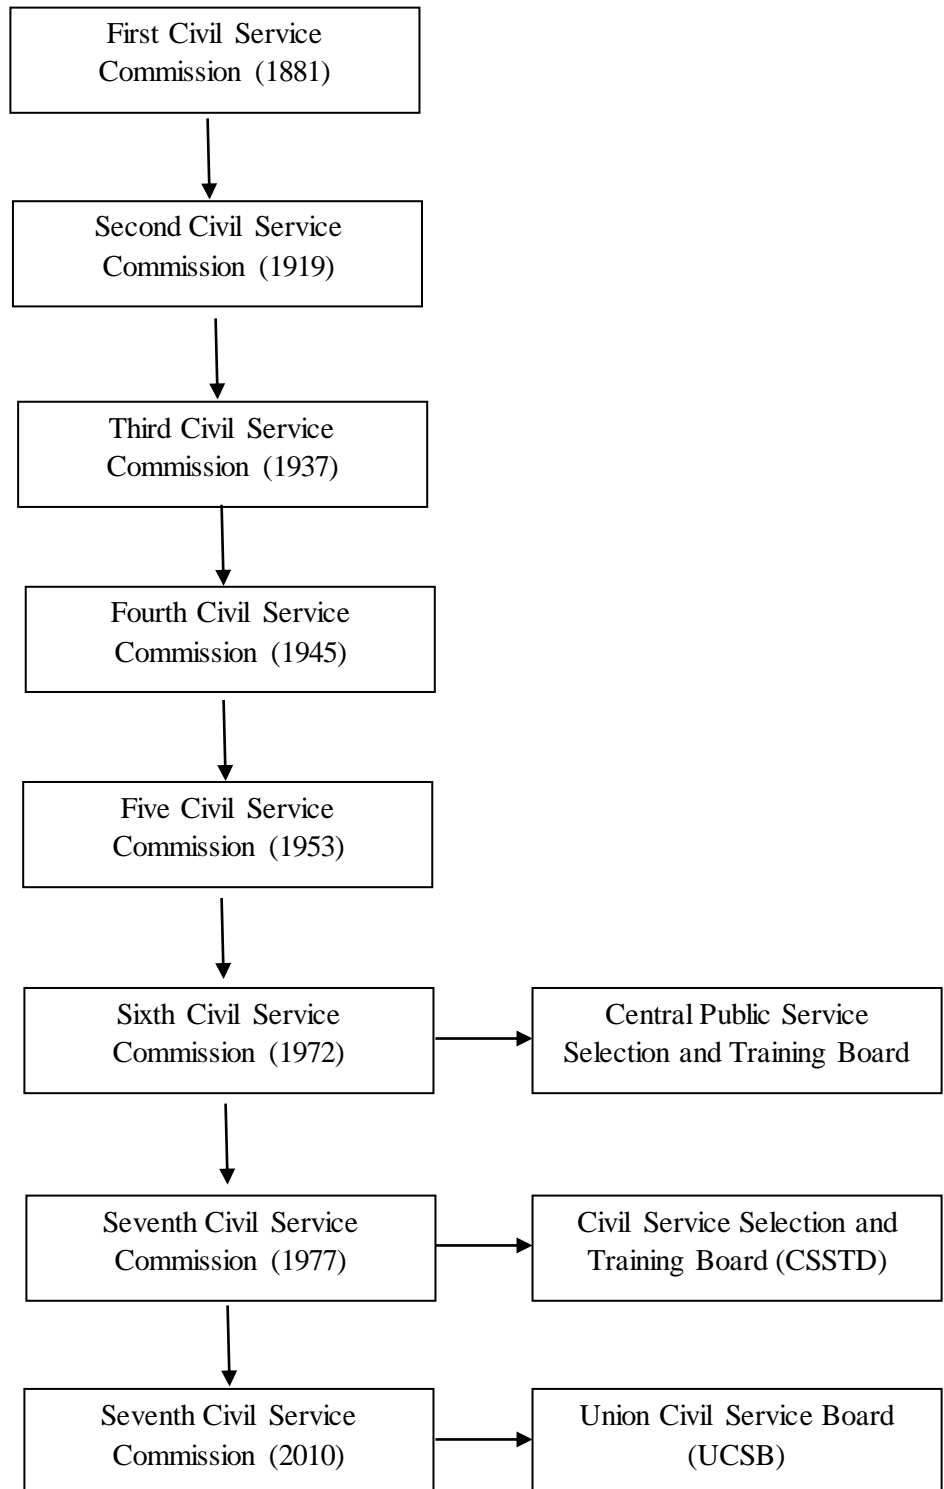 First Civil Service
Commission (1881)
Second Civil Service
Commission (1919)
Third Civil Service
Commission (1937)
Fourth Civil Service
Commission (1945)
Five Civil Service
Commission (1953)
Sixth Civil Service
Commission (1972)
Central Public Service
Selection and Training Board
Seventh Civil Service
Commission (1977)
Civil Service Selection and
Training Board (CSSTD)
Seventh Civil Service
Commission (2010)
Union Civil Service Board
(UCSB)